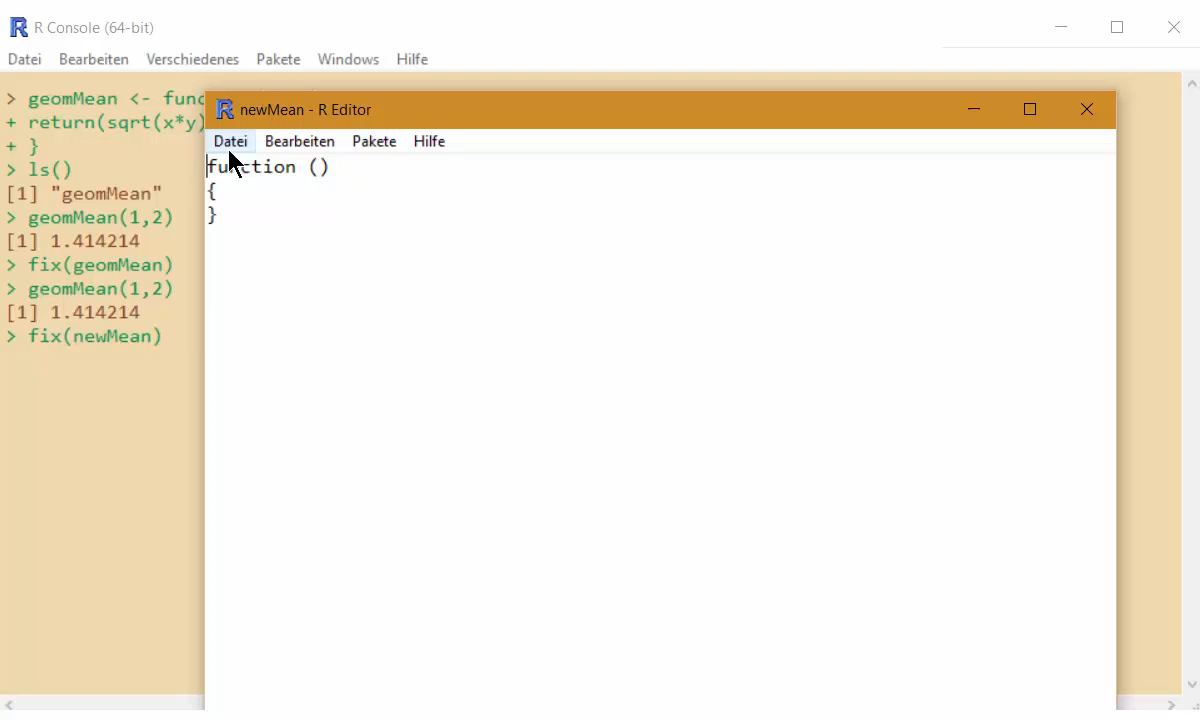 R Console (64-bit)
Datei Bearbeiten Verschiedenes Pakete Windows Hilfe
> geomMean <- func
+ return(sqrt(x*y)
+ }
> ls()
[1] "geomMean"
> geomMean(1,2)
[1] 1.414214
> fix(geomMean)
> geomMean(1,2)
[1] 1.414214
> fix(newMean)
newMean - R Editor
Datei Bearbeiten Pakete Hilfe
function ()
{
}